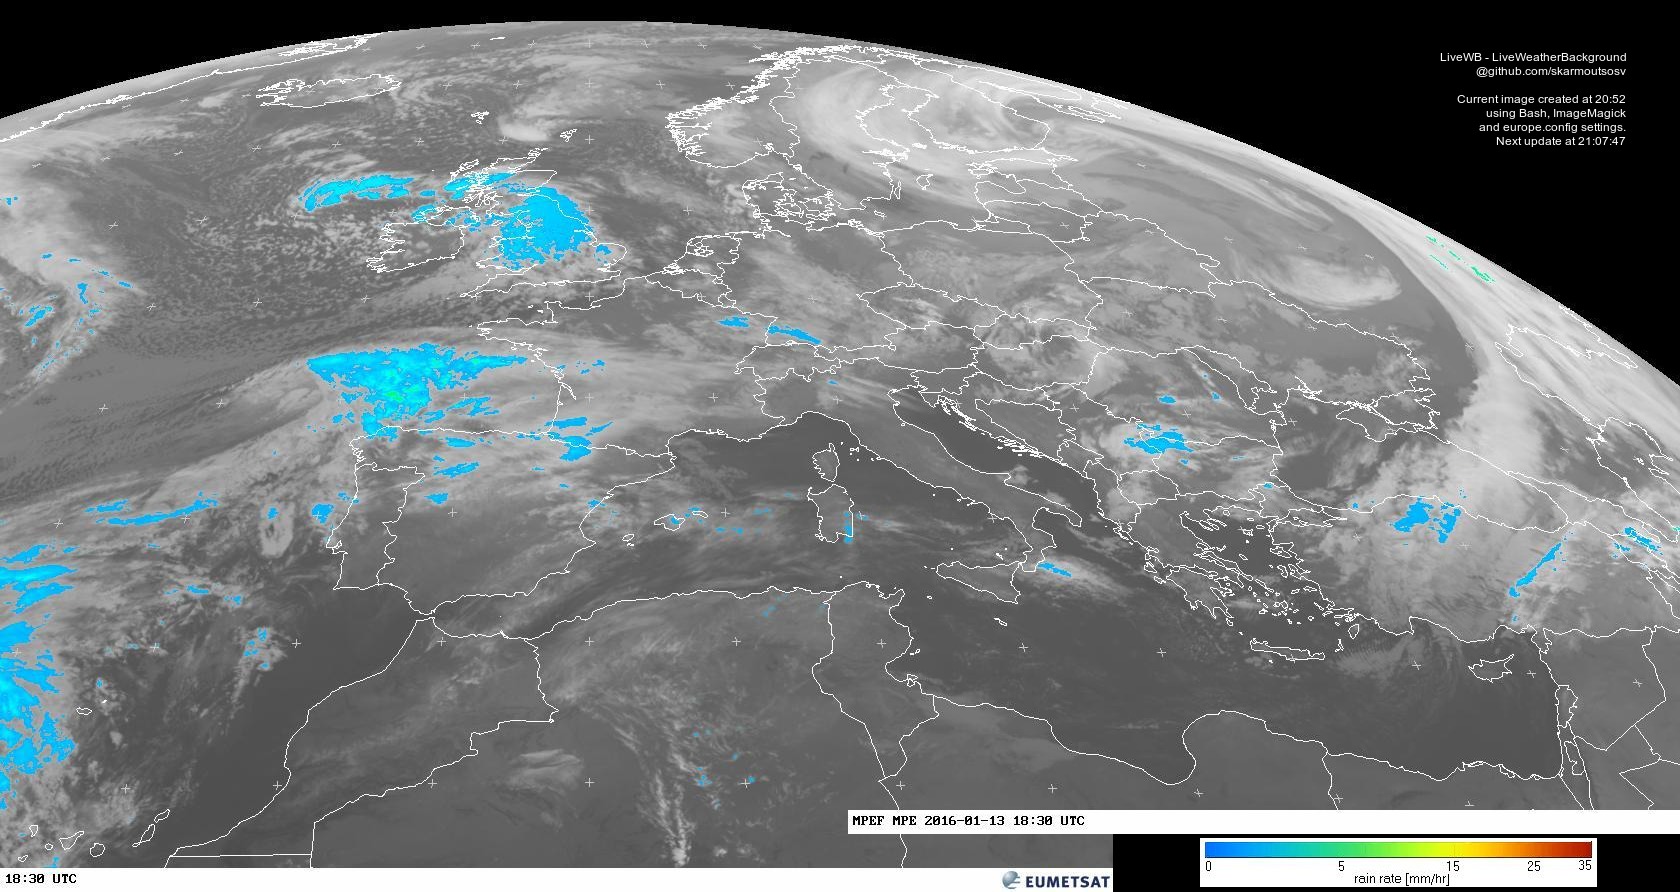 LiveWB - LiveWeatherBackground
@github.com/skarmoutsosv
Current image created at 20:52
using Bash, ImageMagick
and europe.config settings.
Next update at 21:07:47
MPEF MPE 2016-01-13 18:30 UTC
0 5 15 25 35
rain rate [mm/hr]
18:30 UTC
EUMETSAT